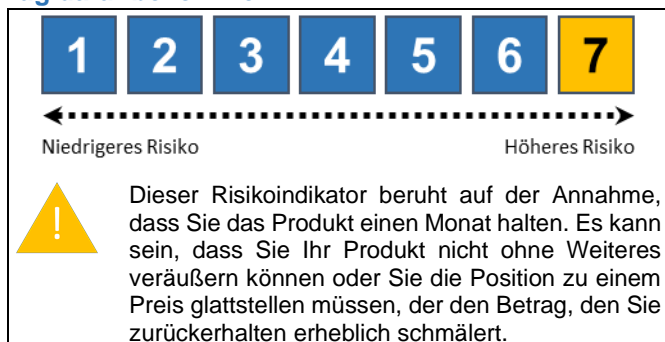 1 2 3 4 5 6 7
Niedrigeres Risiko Höheres Risiko
!
Dieser Risikoindikator beruht auf der Annahme,
dass Sie das Produkt einen Monat halten. Es kann
sein, dass Sie Ihr Produkt nicht ohne Weiteres
veräußern können oder Sie die Position zu einem
Preis glattstellen müssen, der den Betrag, den Sie
zurückerhalten erheblich schmälert.